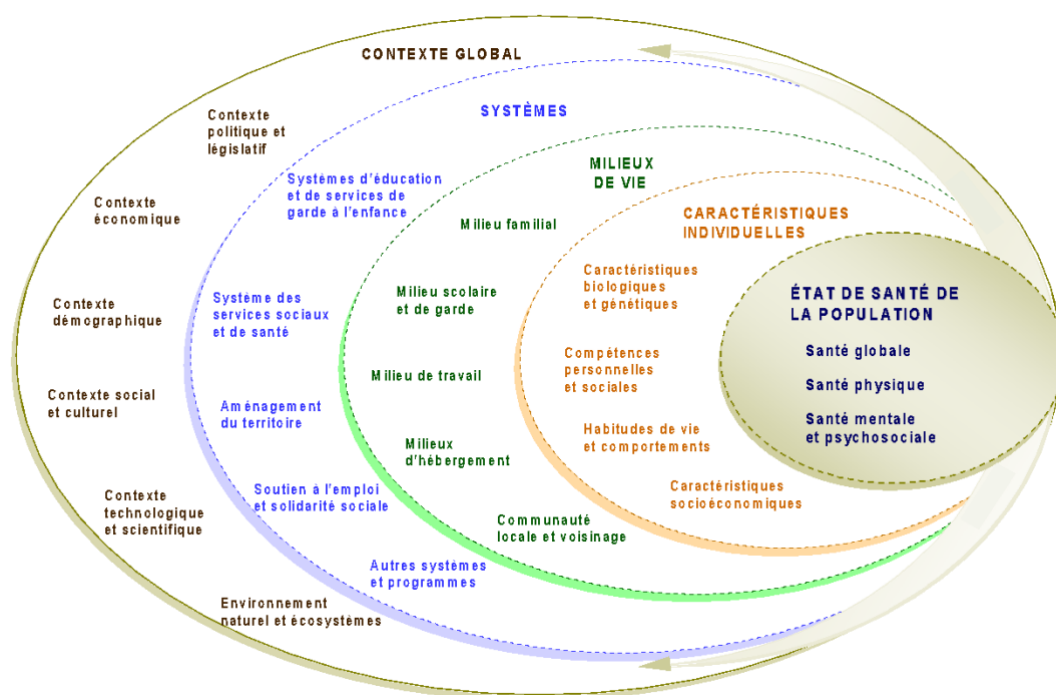 CONTEXTE GLOBAL
Contexte
politique et
législatif
Contexte
économique
Contexte
démographique
Contexte social
et culturel
Contexte
technologique
et scientifique
Environnement
naturel et écosystèmes
SYSTÈMES
Systèmes d'éducation
et de services de
garde à l'enfance
Système des
services sociaux
et de santé
Aménagement
du territoire
Soutien à l'emploi
et solidarité sociale
Autres systèmes
et programmes
MILIEUX
DE VIE
Milieu familial
Milieu scolaire
et de garde
Milieu de travail
Milieux
d'hébergement
Communauté
locale et voisinage
CARACTÉRISTIQUES
INDIVIDUELLES
Caractéristiques
biologiques
et génétiques
Compétences
personnelles
et sociales
Habitudes de vie
et comportements
Caractéristiques
socioéconomiques
ÉTAT DE SANTÉ DE
LA POPULATION
Santé globale
Santé physique
Santé mentale
et psychosociale